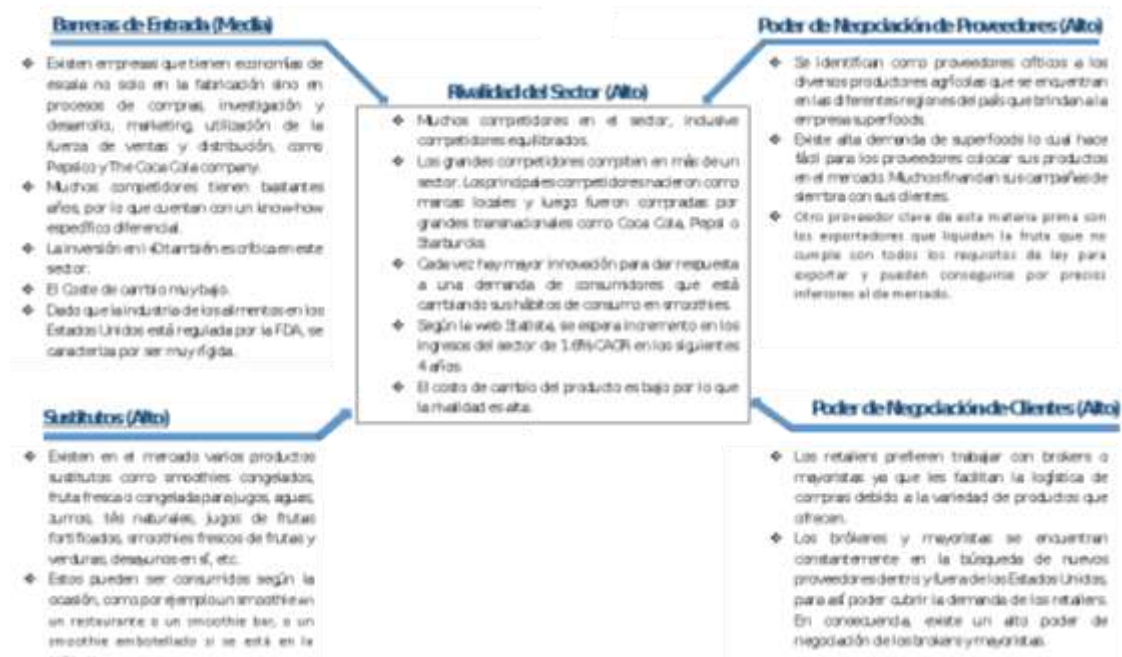 Barreras de Entrada (Media)
❖ Existen empresas que tienen economías de
escala no solo en la fabricación sino en
procesos de compras, investigación y
desarrollo, marketing, utilización de la
fuerza de ventas y distribución, como
Pepsico y The Coca Cola company.
❖ Muchos competidores tienen bastantes
años, por lo que cuentan con un know-how
específico diferencial.
❖ La inversión en I+D también es crítica en este
sector.
❖ El Coste de cambio muy bajo.
❖ Dado que la industria de los alimentos en los
Estados Unidos está regulada por la FDA, se
caracteriza por ser muy rígida.
Rivalidad del Sector (Alto)
❖ Muchos competidores en el sector, inclusive
competidores equilibrados.
❖ Los grandes competidores compiten en más de un
sector. Los principales competidores nacieron como
marcas locales y luego fueron compradas por
grandes transnacionales como Coca Cola, Pepsi o
❖ Cada vez hay mayor innovación para dar respuesta
a una demanda de consumidores que está
cambiando sus hábitos de consumo en smoothies.
❖ Según la web Statista, se espera incremento en los
ingresos del sector de 1.6% CAGR en los siguientes
4 años.
❖ El costo de cambio del producto es bajo por lo que
la rivalidad es alta.
Poder de Negociación de Proveedores (Alto)
❖ Se identifican como proveedores críticos a los
diversos productores agrícolas que se encuentran
en las diferentes regiones del país que brindan a la
empresa superfoods.
❖ Existe alta demanda de superfoods lo cual hace
fácil para los proveedores colocar sus productos
en el mercado. Muchos financian sus campañas de
siembra con sus clientes.
❖ Otro proveedor clave de esta materia prima son
los exportadores que liquidan la fruta que no
cumple con todos los requisitos de ley para
exportar y pueden conseguirse por precios
inferiores al de mercado.
Sustitutos (Alto)
❖ Existen en el mercado varios productos
sustitutos como smoothies congelados,
fruta fresca o congelada para jugos, aguas,
zumos, tés naturales, jugos de frutas
fortificados, smoothies frescos de frutas y
verduras, desayunos en sí, etc.
❖ Estos pueden ser consumidos según la
ocasión, como por ejemplo un smoothie en
un restaurante o un smoothie bar, o un
smoothie embotellado si se está en la
Poder de Negociación de Clientes (Alto)
❖ Los retailers prefieren trabajar con brokers o
mayoristas ya que les facilitan la logística de
compras debido a la variedad de productos que
ofrecen.
❖ Los brókeres y mayoristas se encuentran
constantemente en la búsqueda de nuevos
proveedores dentro y fuera de los Estados Unidos,
para así poder cubrir la demanda de los retailers.
En consecuencia, existe un alto poder de
negociación de los brokers y mayoristas.